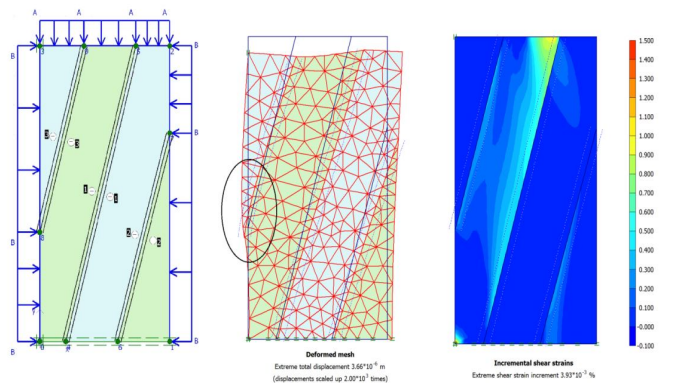 A A A A
B B
B B
B B
Deformed mesh
Extreme total displacement 3.66*10⁻⁶ m
(displacements scaled up 2.00*10³ times)
1.500
1.400
1.300
1.200
1.100
1.000
0.900
0.800
0.700
0.600
0.500
0.400
0.300
0.200
0.100
0.000
-0.100
Incremental shear strains
Extreme shear strain increment 3.93*10⁻³ %